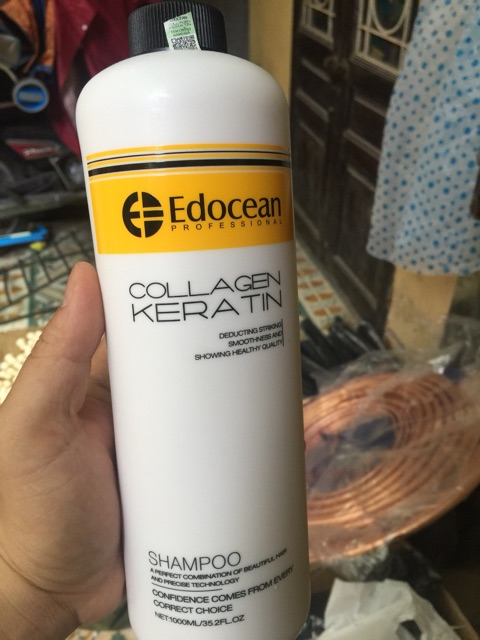 Edocean
PROFESSIONAL
COLLAGEN
KERATIN
DEDUCTING STRIKING
SMOOTHNESS AND
SHOWING HEALTHY QUALITY
SHAMPOO
A PERFECT COMBINATION OF BEAUTIFUL HAIR
AND PRECISE TECHNOLOGY
CONFIDENCE COMES FROM EVERY
CORRECT CHOICE
NET:1000ML/35.2FL.OZ